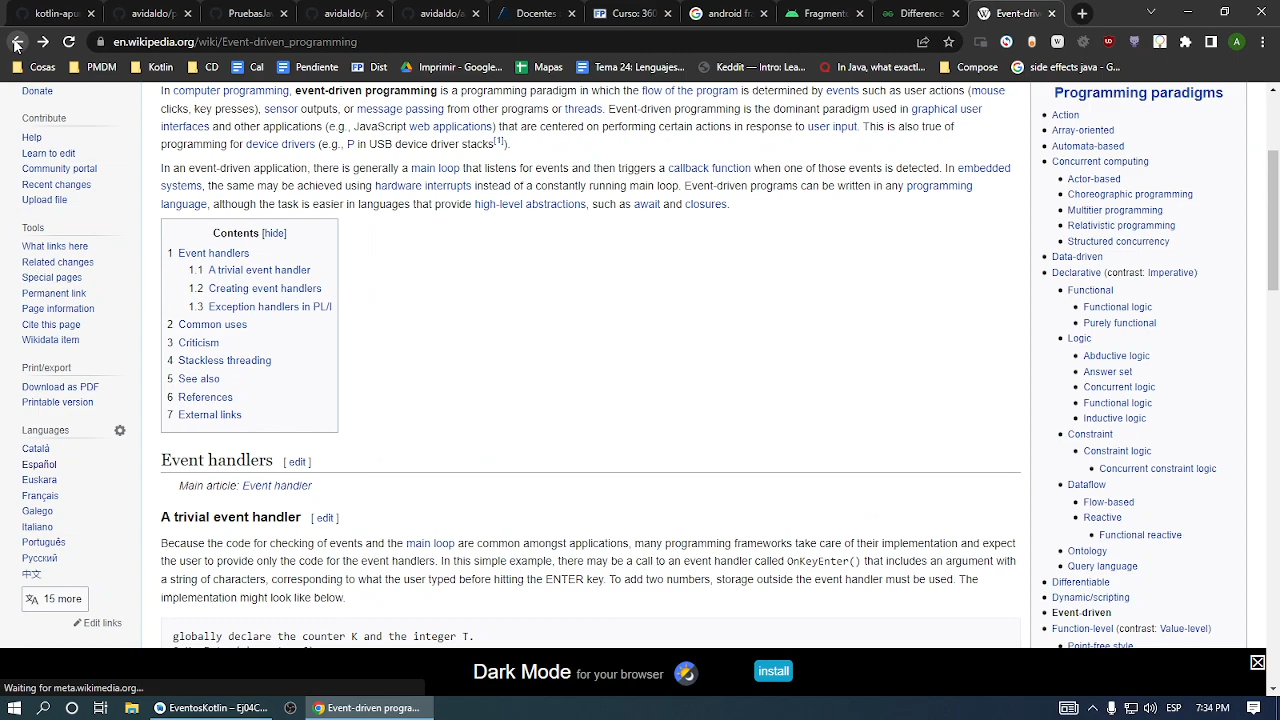 kotlin-apun
avidaldo/p
PruebasJav
avidaldo/p
avidaldo/a
Docentes
Curso: 360
android fra
Fragmento
Difference
Event-driv
en.wikipedia.org/wiki/Event-driven_programming
Cosas
PMDM
Kotlin
CD
Cal
Pendiente
Dist
Imprimir - Google...
Mapas
Tema 24: Lenguajes...
Keddit — Intro: Lea...
In Java, what exactl...
Compose
side effects java - G...
Donate
Contribute
Help
Learn to edit
Community portal
Recent changes
Upload file
Tools
What links here
Related changes
Special pages
Permanent link
Page information
Cite this page
Wikidata item
Print/export
Download as PDF
Printable version
Languages
Català
Español
Euskara
Français
Galego
Italiano
Português
Русский
中文
15 more
Edit links
In computer programming, event-driven programming is a programming paradigm in which the flow of the program is determined by events such as user actions (mouse
clicks, key presses), sensor outputs, or message passing from other programs or threads. Event-driven programming is the dominant paradigm used in graphical user
interfaces and other applications (e.g., JavaScript web applications) that are centered on performing certain actions in response to user input. This is also true of
programming for device drivers (e.g., P in USB device driver stacks[1]).
In an event-driven application, there is generally a main loop that listens for events and then triggers a callback function when one of those events is detected. In embedded
systems, the same may be achieved using hardware interrupts instead of a constantly running main loop. Event-driven programs can be written in any programming
language, although the task is easier in languages that provide high-level abstractions, such as await and closures.
Contents [hide]
1 Event handlers
1.1 A trivial event handler
1.2 Creating event handlers
1.3 Exception handlers in PL/I
2 Common uses
3 Criticism
4 Stackless threading
5 See also
6 References
7 External links
Event handlers [ edit ]
Main article: Event handler
A trivial event handler [ edit ]
Because the code for checking of events and the main loop are common amongst applications, many programming frameworks take care of their implementation and expect
the user to provide only the code for the event handlers. In this simple example, there may be a call to an event handler called OnKeyEnter() that includes an argument with
a string of characters, corresponding to what the user typed before hitting the ENTER key. To add two numbers, storage outside the event handler must be used. The
implementation might look like below.
globally declare the counter K and the integer T.
Programming paradigms
Action
Array-oriented
Automata-based
Concurrent computing
Actor-based
Choreographic programming
Multitier programming
Relativistic programming
Structured concurrency
Data-driven
Declarative (contrast: Imperative)
Functional
Functional logic
Purely functional
Logic
Abductive logic
Answer set
Concurrent logic
Functional logic
Inductive logic
Constraint
Constraint logic
Concurrent constraint logic
Dataflow
Flow-based
Reactive
Functional reactive
Ontology
Query language
Differentiable
Dynamic/scripting
Event-driven
Function-level (contrast: Value-level)
Point-free style
Dark Mode for your browser
install
Waiting for meta.wikimedia.org...
EventosKotlin – Ej04C...
Event-driven progra...
ESP
7:34 PM